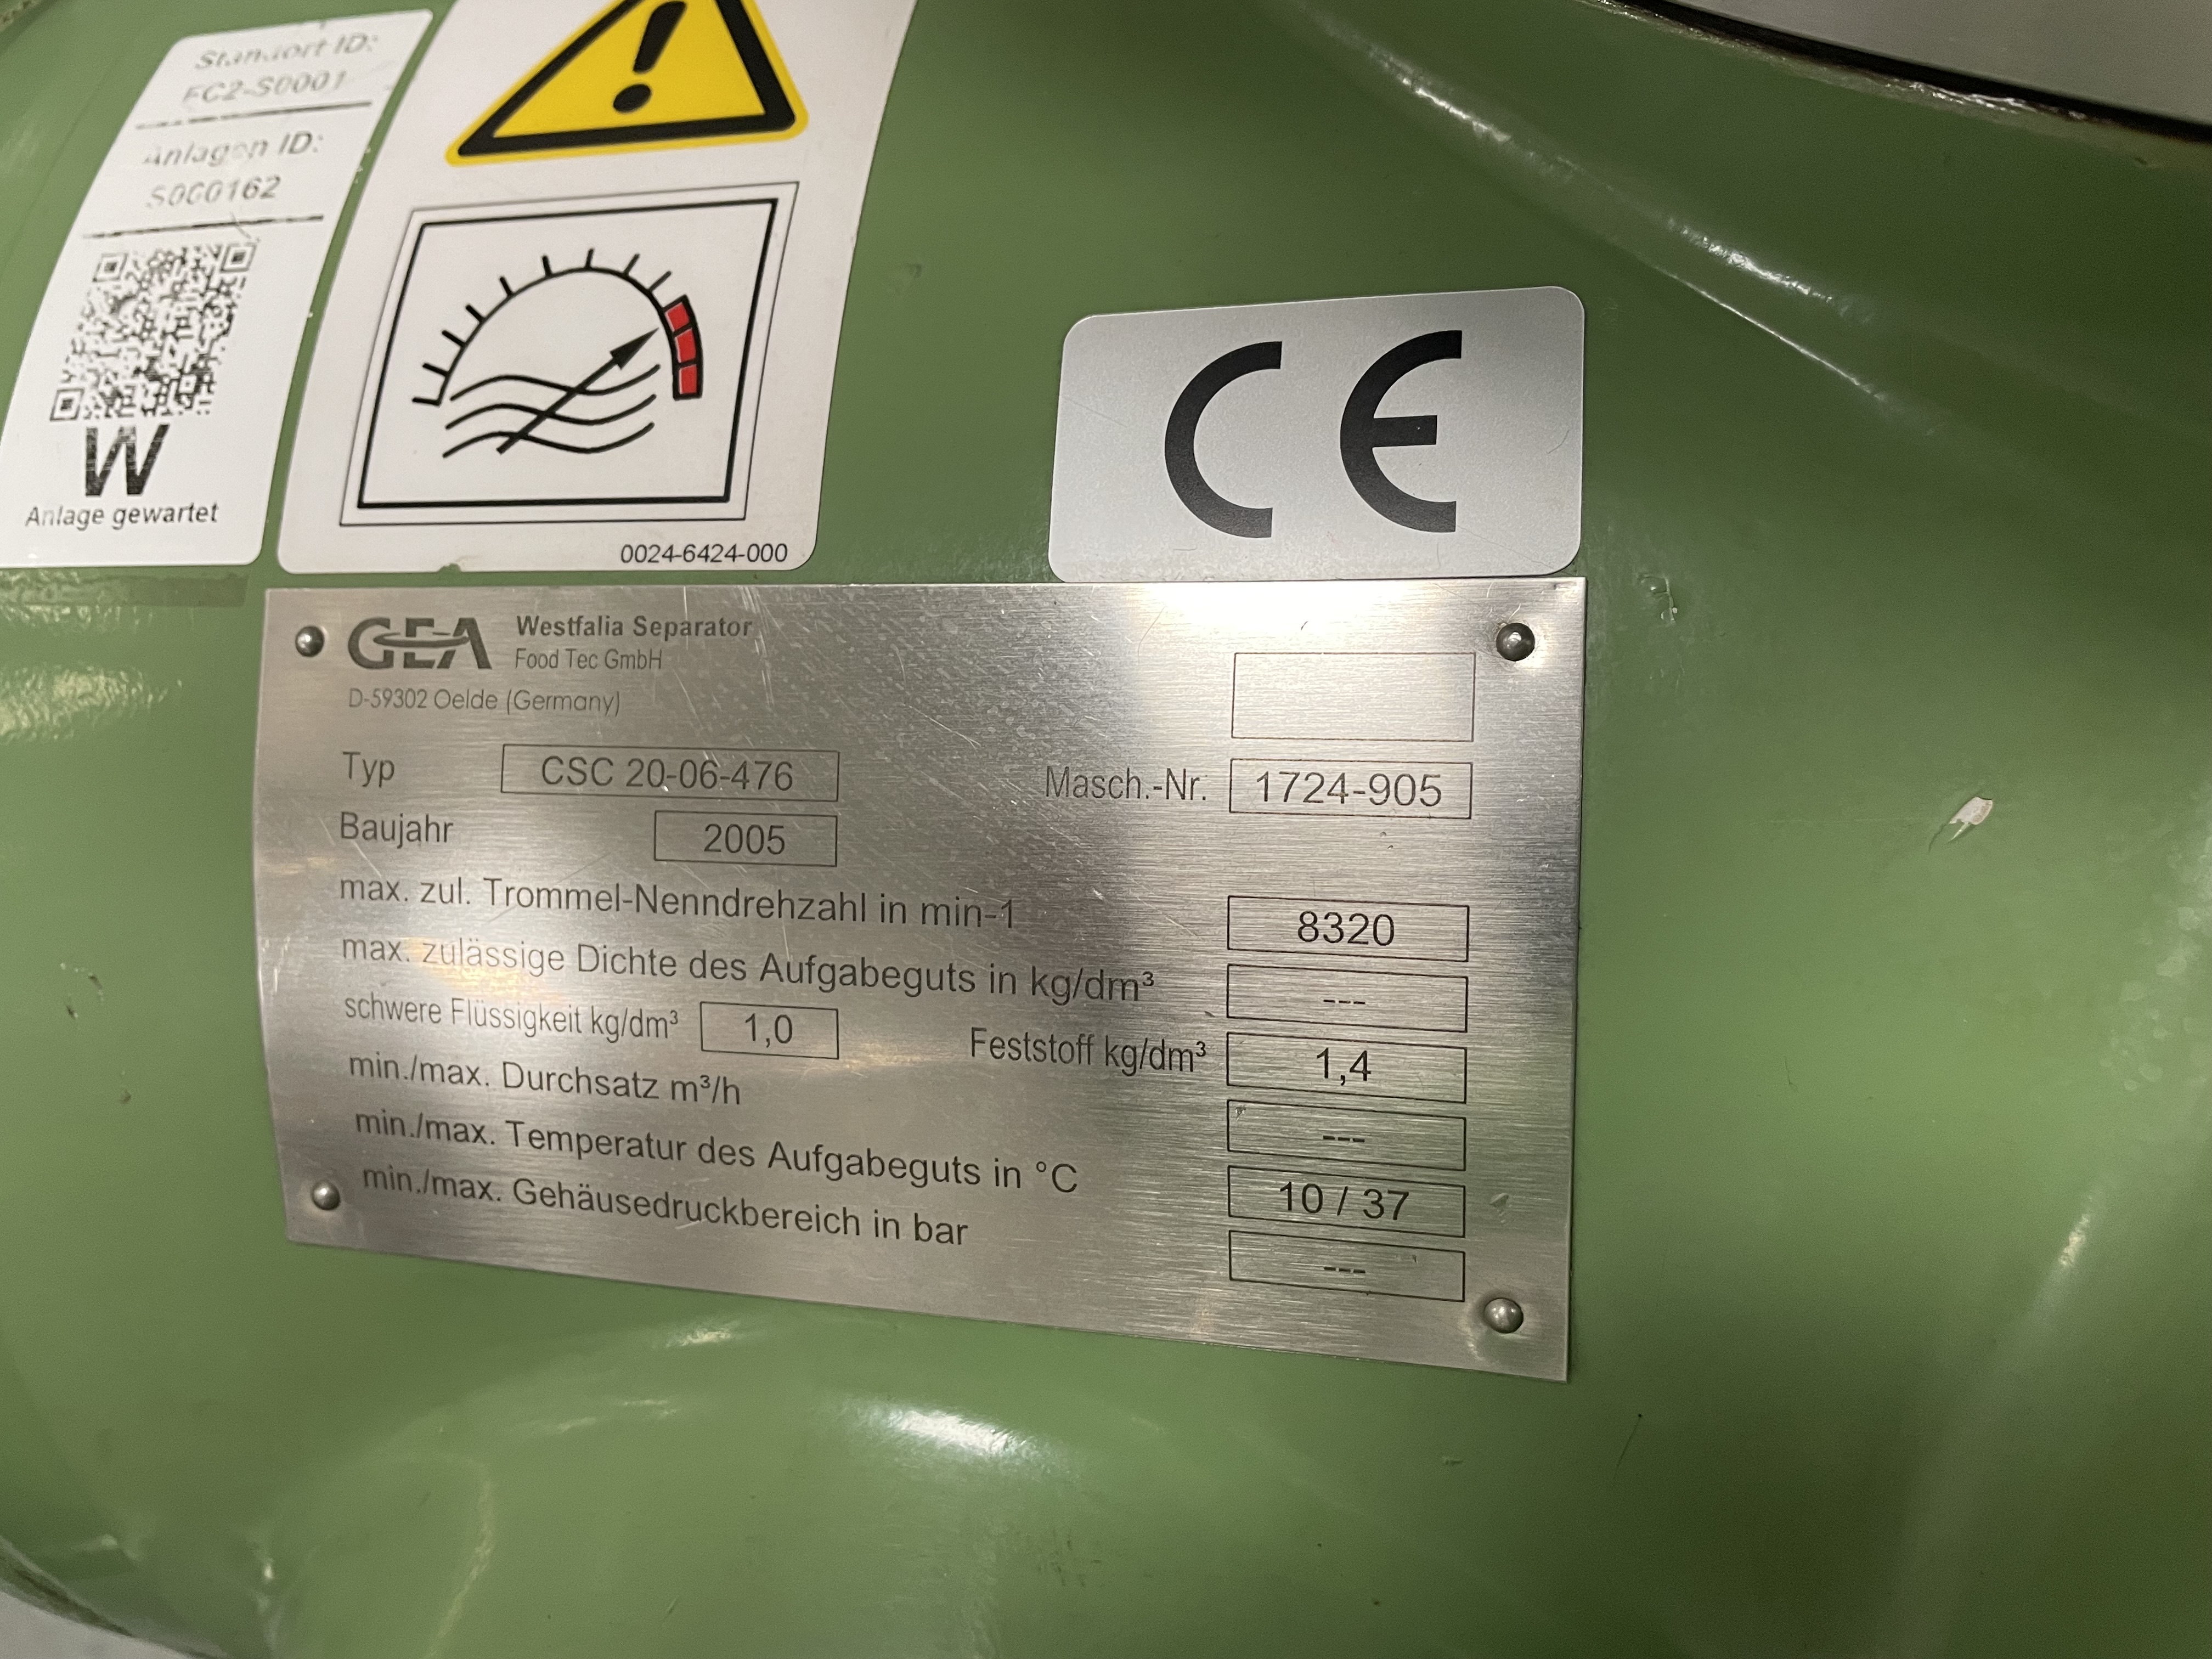 Standort ID:
FC2-S0001
Anlagen ID:
S000162
W
Anlage gewartet
0024-6424-000
CE
GEA Westfalia Separator
Food Tec GmbH
D-59302 Oelde (Germany)
Typ CSC 20-06-476 Masch.-Nr. 1724-905
Baujahr 2005
max. zul. Trommel-Nenndrehzahl in min-1 8320
max. zulässige Dichte des Aufgabeguts in kg/dm³ ---
schwere Flüssigkeit kg/dm³ 1,0 Feststoff kg/dm³ 1,4
min./max. Durchsatz m³/h ---
min./max. Temperatur des Aufgabeguts in °C 10 / 37
min./max. Gehäusedruckbereich in bar ---